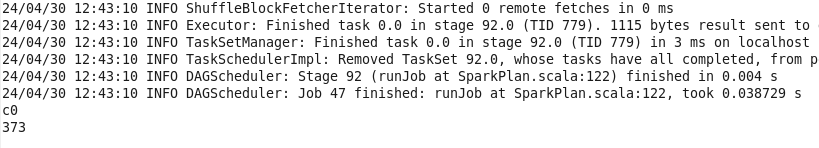 24/04/30 12:43:10 INFO ShuffleBlockFetcherIterator: Started 0 remote fetches in 0 ms
24/04/30 12:43:10 INFO Executor: Finished task 0.0 in stage 92.0 (TID 779). 1115 bytes result sent to
24/04/30 12:43:10 INFO TaskSetManager: Finished task 0.0 in stage 92.0 (TID 779) in 3 ms on localhost
24/04/30 12:43:10 INFO TaskSchedulerImpl: Removed TaskSet 92.0, whose tasks have all completed, from p
24/04/30 12:43:10 INFO DAGScheduler: Stage 92 (runJob at SparkPlan.scala:122) finished in 0.004 s
24/04/30 12:43:10 INFO DAGScheduler: Job 47 finished: runJob at SparkPlan.scala:122, took 0.038729 s
c0
373